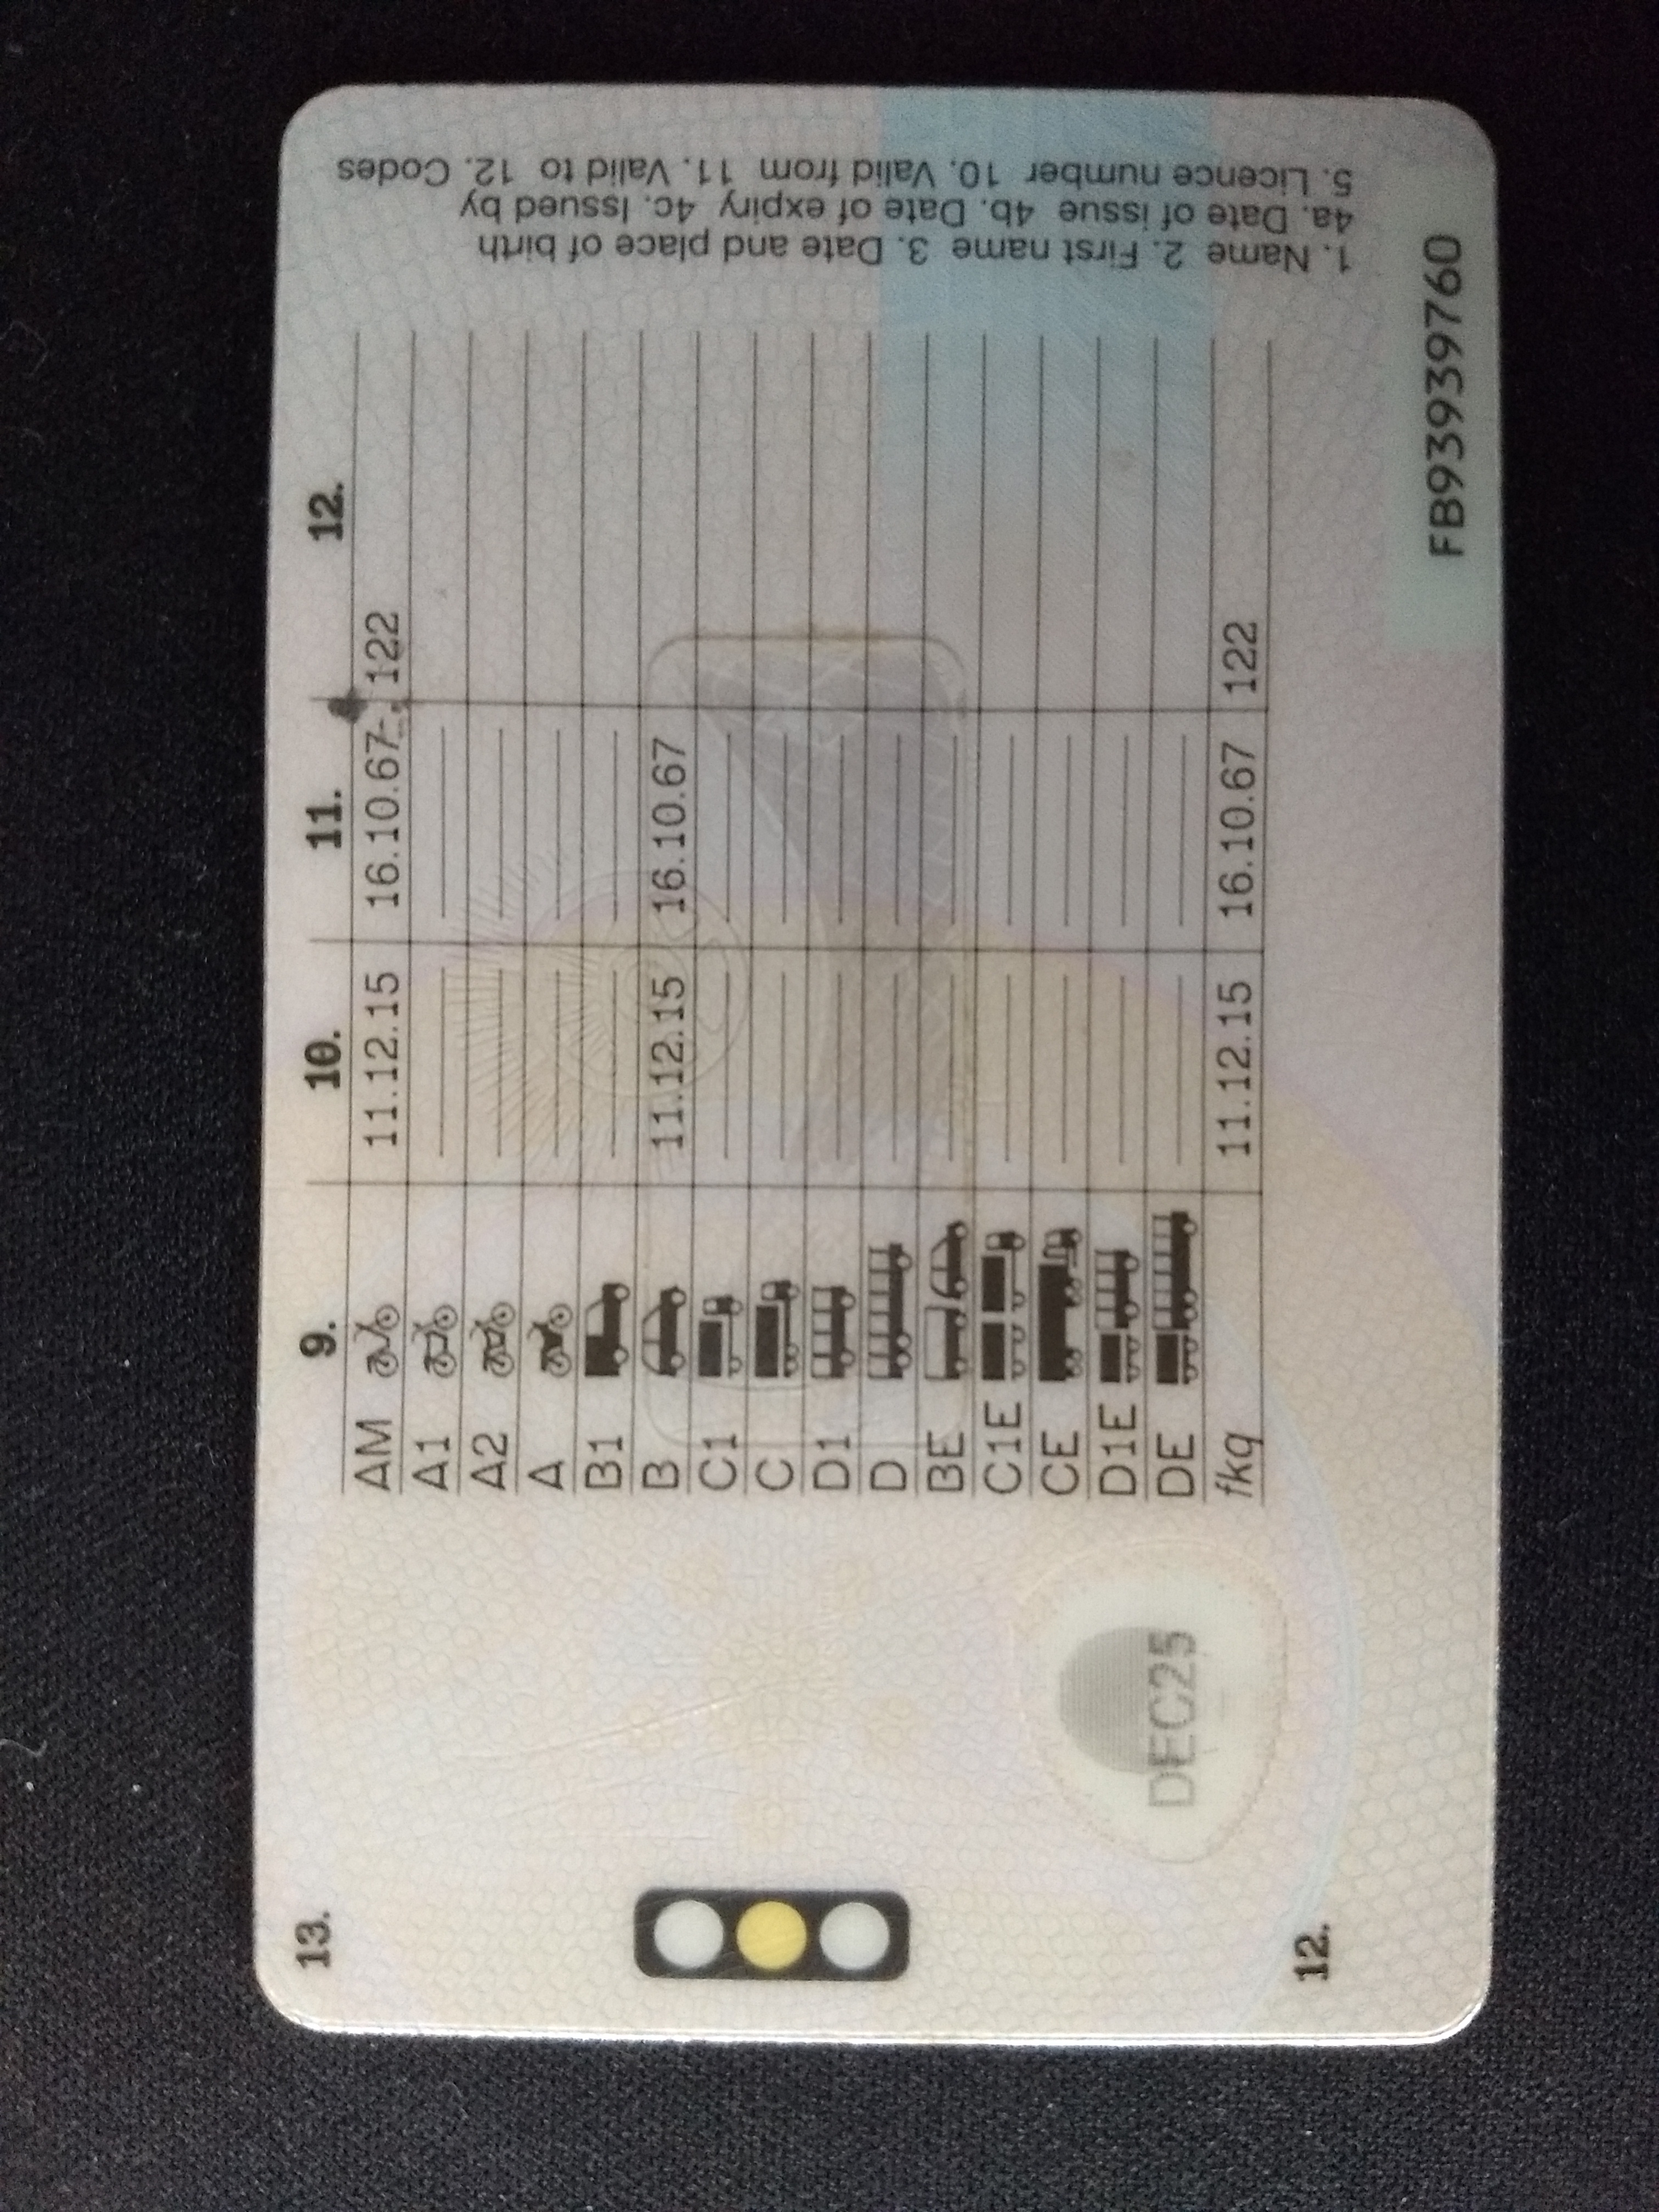 13.
9. 10. 11. 12.
AM 11.12.15 16.10.67 122
A1
A2
A
B1
B 11.12.15 16.10.67
C1
C
D1
D
BE
C1E
CE
D1E
DE
fkq 11.12.15 16.10.67 122
DEC25
12.
FB93939760
1. Name 2. First name 3. Date and place of birth
4a. Date of issue 4b. Date of expiry 4c. Issued by
5. Licence number 10. Valid from 11. Valid to 12. Codes